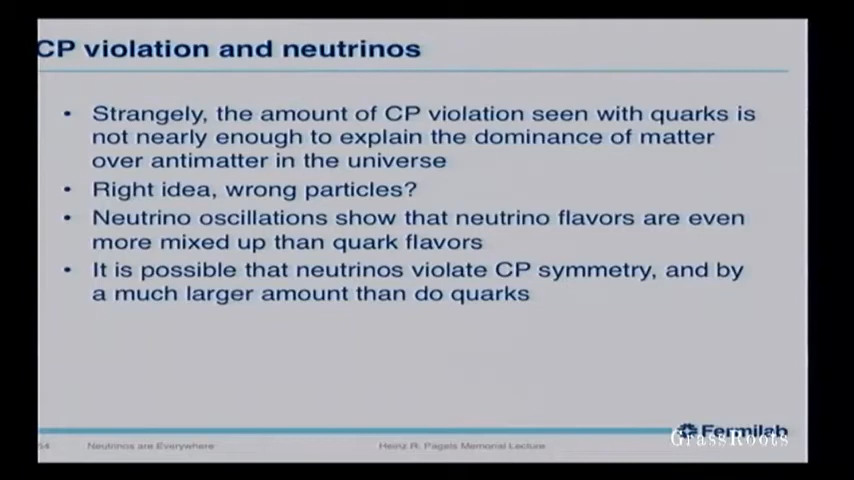 CP violation and neutrinos
• Strangely, the amount of CP violation seen with quarks is
not nearly enough to explain the dominance of matter
over antimatter in the universe
• Right idea, wrong particles?
• Neutrino oscillations show that neutrino flavors are even
more mixed up than quark flavors
• It is possible that neutrinos violate CP symmetry, and by
a much larger amount than do quarks
Fermilab
GrassRoots
54 Neutrinos are Everywhere Heinz R. Pagels Memorial Lecture